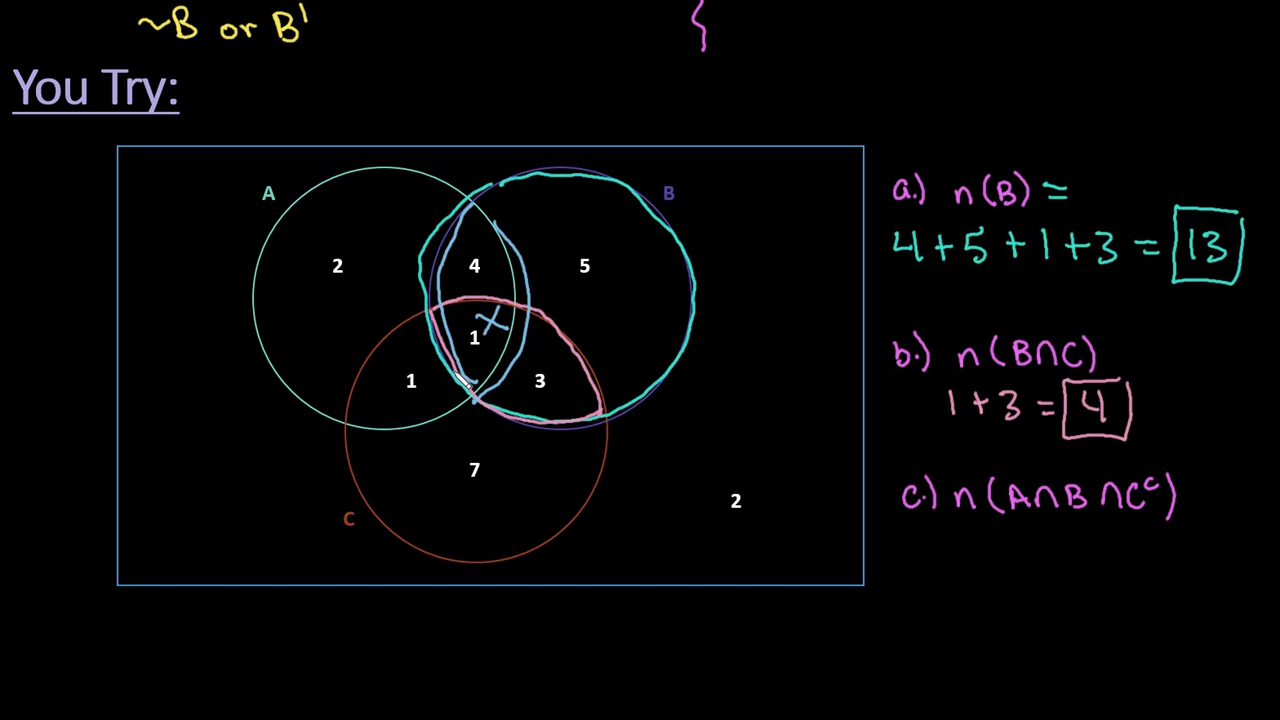 ~B or B'
{
You Try:
A
B
2
4
5
1
1
3
7
2
C
a.) n(B) =
4+5+1+3 = 13
b.) n(B∩C)
1+3 = 4
c.) n(A∩B∩Cᶜ)